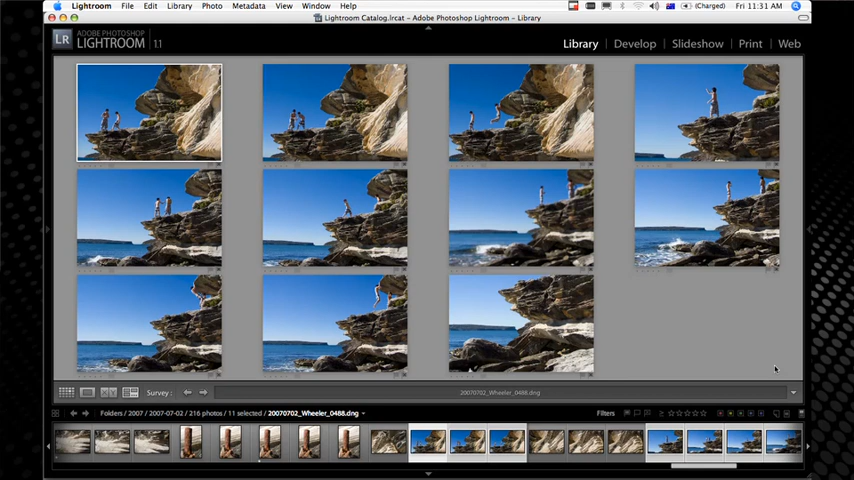 Lightroom File Edit Library Photo Metadata View Window Help (Charged) Fri 11:31 AM
Lightroom Catalog.lrcat - Adobe Photoshop Lightroom - Library
LR ADOBE PHOTOSHOP LIGHTROOM 1.1
Library | Develop | Slideshow | Print | Web
Survey : 20070702_Wheeler_0488.dng
Folders / 2007 / 2007-07-02 / 216 photos / 11 selected / 20070702_Wheeler_0488.dng Filters